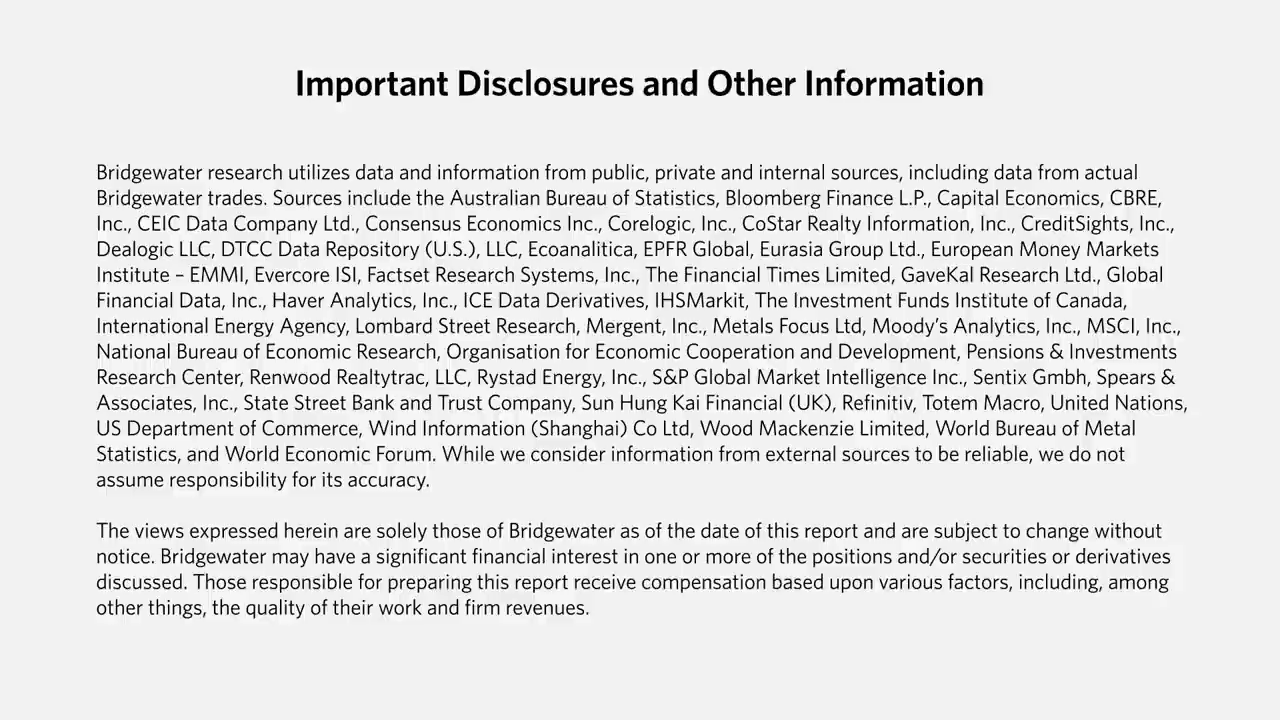 Important Disclosures and Other Information
Bridgewater research utilizes data and information from public, private and internal sources, including data from actual
Bridgewater trades. Sources include the Australian Bureau of Statistics, Bloomberg Finance L.P., Capital Economics, CBRE,
Inc., CEIC Data Company Ltd., Consensus Economics Inc., Corelogic, Inc., CoStar Realty Information, Inc., CreditSights, Inc.,
Dealogic LLC, DTCC Data Repository (U.S.), LLC, Ecoanalitica, EPFR Global, Eurasia Group Ltd., European Money Markets
Institute – EMMI, Evercore ISI, Factset Research Systems, Inc., The Financial Times Limited, GaveKal Research Ltd., Global
Financial Data, Inc., Haver Analytics, Inc., ICE Data Derivatives, IHSMarkit, The Investment Funds Institute of Canada,
International Energy Agency, Lombard Street Research, Mergent, Inc., Metals Focus Ltd, Moody’s Analytics, Inc., MSCI, Inc.,
National Bureau of Economic Research, Organisation for Economic Cooperation and Development, Pensions & Investments
Research Center, Renwood Realtytrac, LLC, Rystad Energy, Inc., S&P Global Market Intelligence Inc., Sentix Gmbh, Spears &
Associates, Inc., State Street Bank and Trust Company, Sun Hung Kai Financial (UK), Refinitiv, Totem Macro, United Nations,
US Department of Commerce, Wind Information (Shanghai) Co Ltd, Wood Mackenzie Limited, World Bureau of Metal
Statistics, and World Economic Forum. While we consider information from external sources to be reliable, we do not
assume responsibility for its accuracy.
The views expressed herein are solely those of Bridgewater as of the date of this report and are subject to change without
notice. Bridgewater may have a significant financial interest in one or more of the positions and/or securities or derivatives
discussed. Those responsible for preparing this report receive compensation based upon various factors, including, among
other things, the quality of their work and firm revenues.